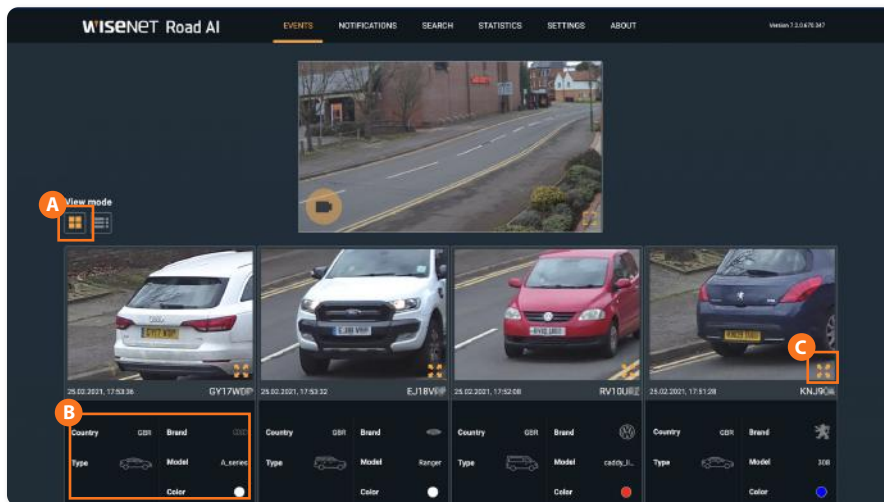 WISENET Road AI
EVENTS NOTIFICATIONS SEARCH STATISTICS SETTINGS ABOUT
A
View mode
C
25.02.2021, 17:53:36 GY17W
25.02.2021, 17:53:32 EJ18V
25.02.2021, 17:52:08 RV10U
25.02.2021, 17:51:28 KNJ9
B
Country GBR Brand
Type Model A_series
Color
Country GBR Brand
Type Model Ranger
Color
Country GBR Brand
Type Model caddy_li...
Color
Country GBR Brand
Type Model 308
Color